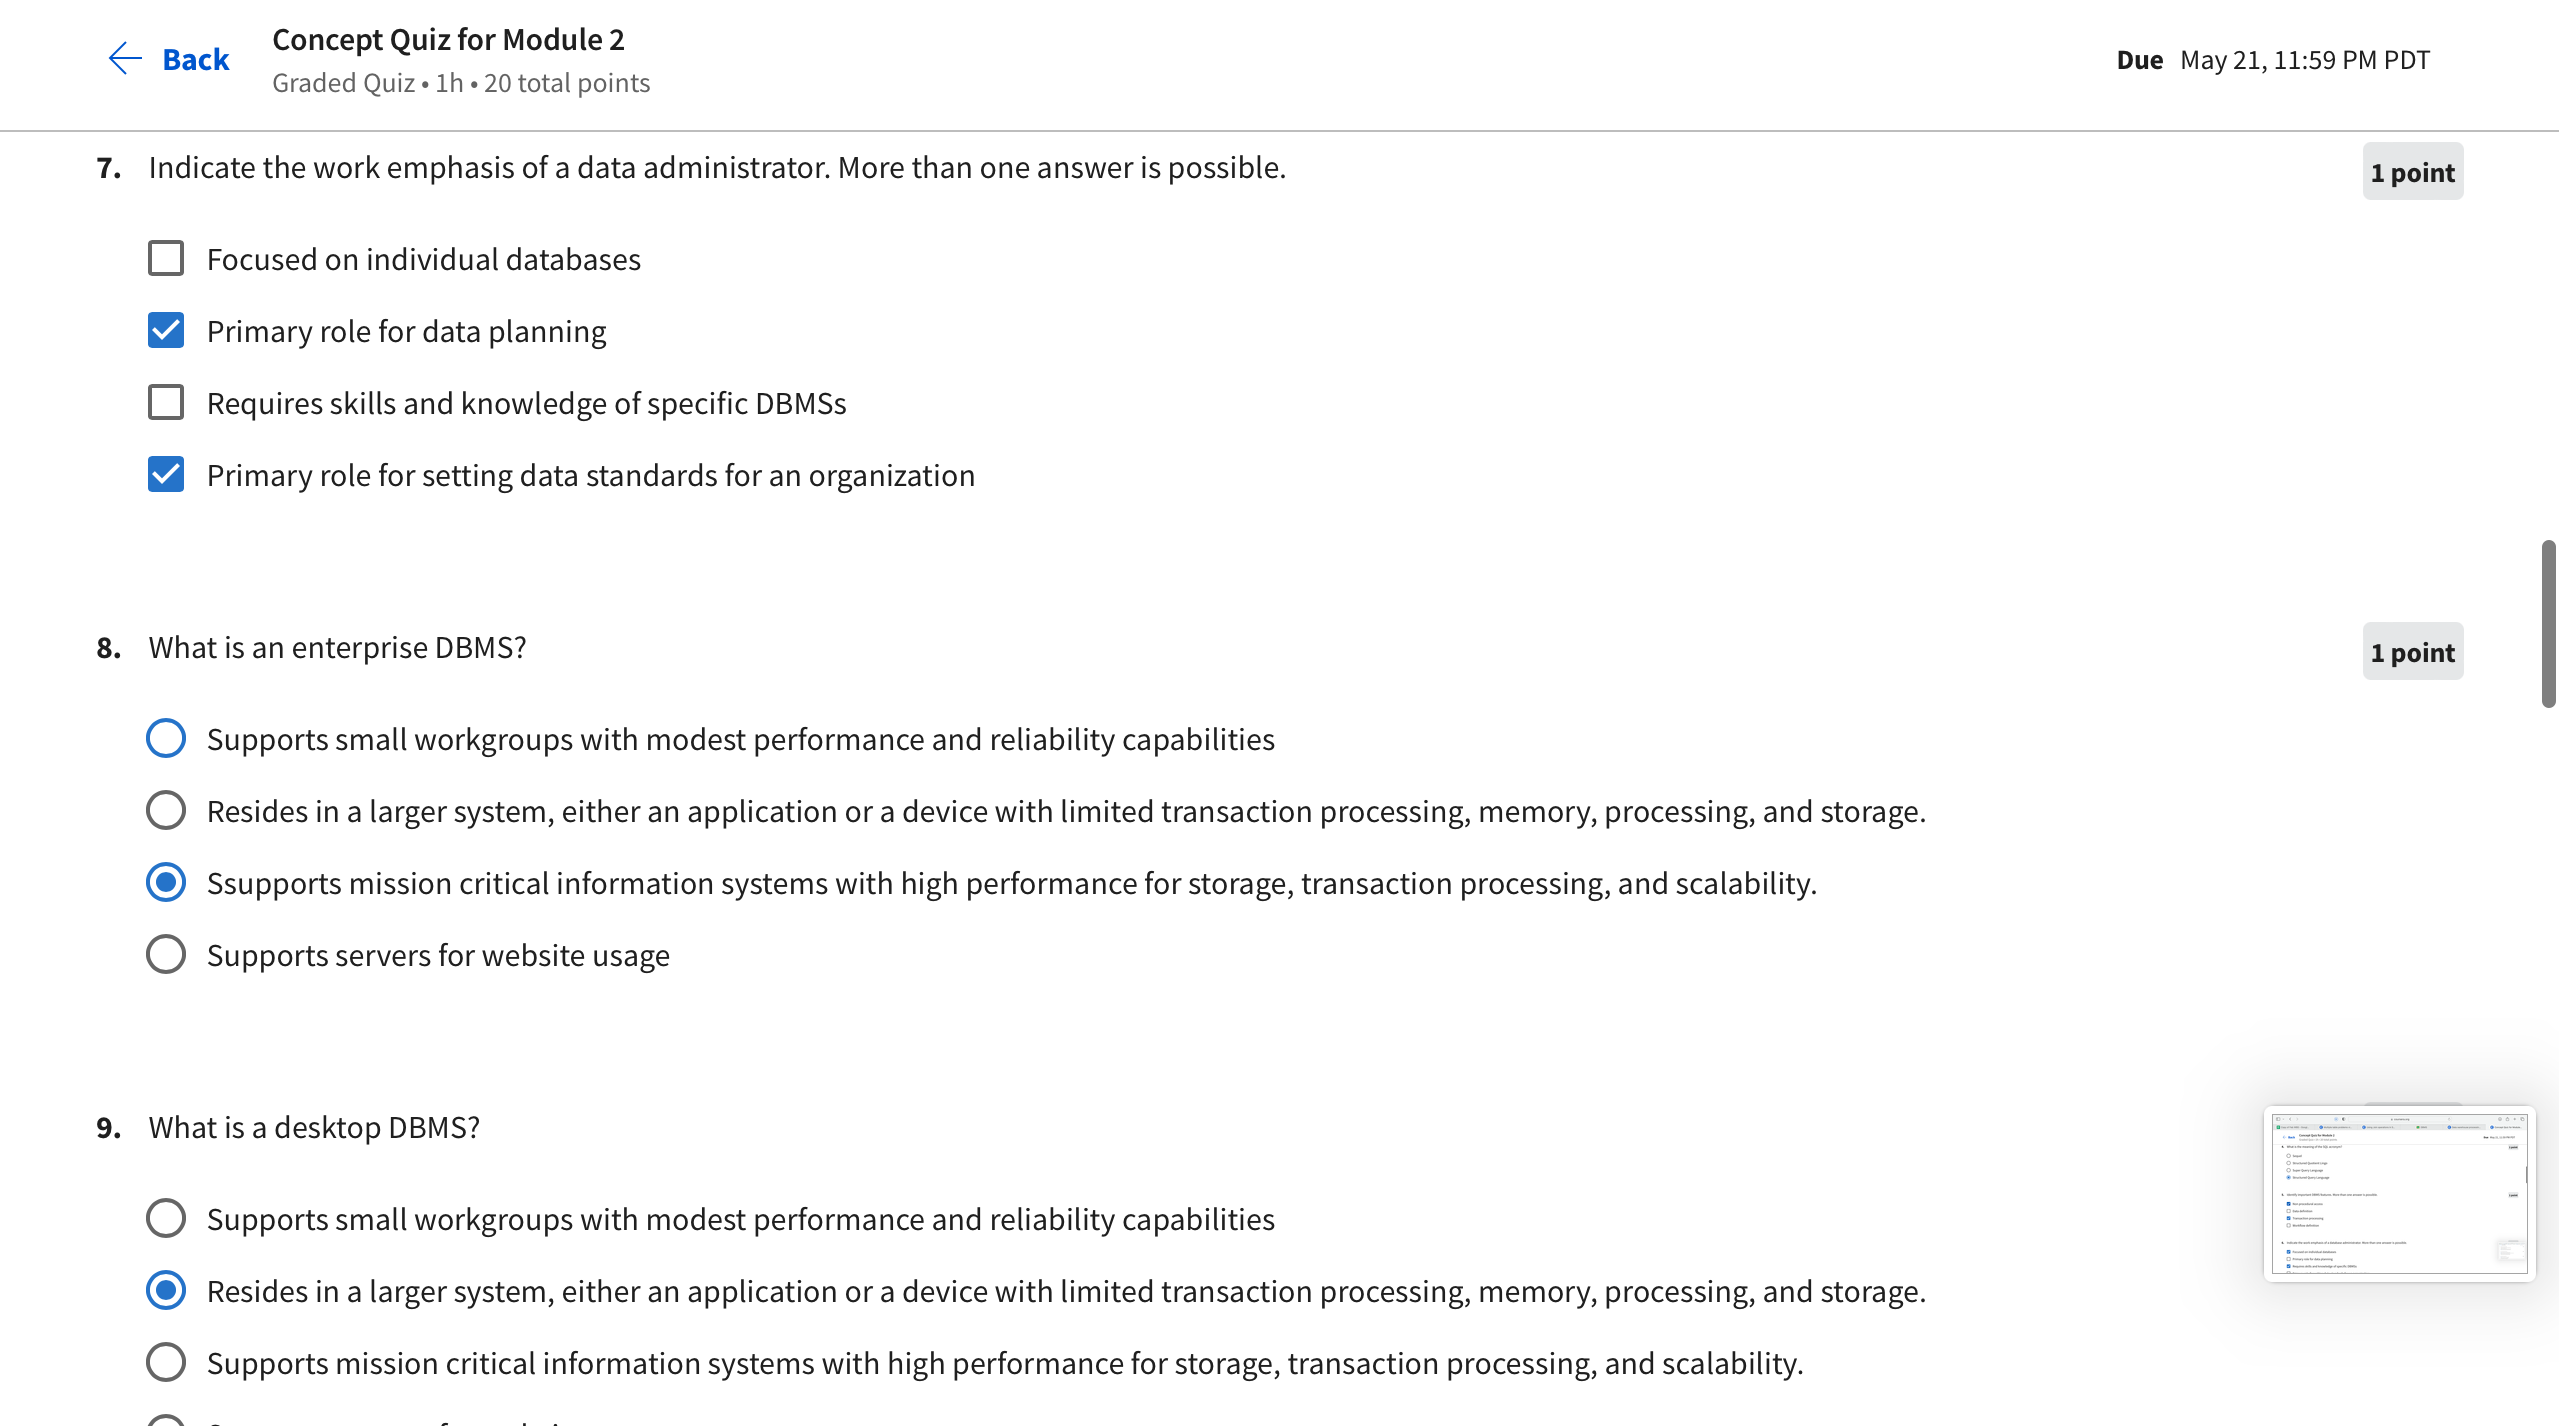 Back
Concept Quiz for Module 2
Graded Quiz • 1h • 20 total points
Due May 21, 11:59 PM PDT
7. Indicate the work emphasis of a data administrator. More than one answer is possible.
1 point
Focused on individual databases
Primary role for data planning
Requires skills and knowledge of specific DBMSs
Primary role for setting data standards for an organization
8. What is an enterprise DBMS?
1 point
Supports small workgroups with modest performance and reliability capabilities
Resides in a larger system, either an application or a device with limited transaction processing, memory, processing, and storage.
Ssupports mission critical information systems with high performance for storage, transaction processing, and scalability.
Supports servers for website usage
9. What is a desktop DBMS?
Supports small workgroups with modest performance and reliability capabilities
Resides in a larger system, either an application or a device with limited transaction processing, memory, processing, and storage.
Supports mission critical information systems with high performance for storage, transaction processing, and scalability.